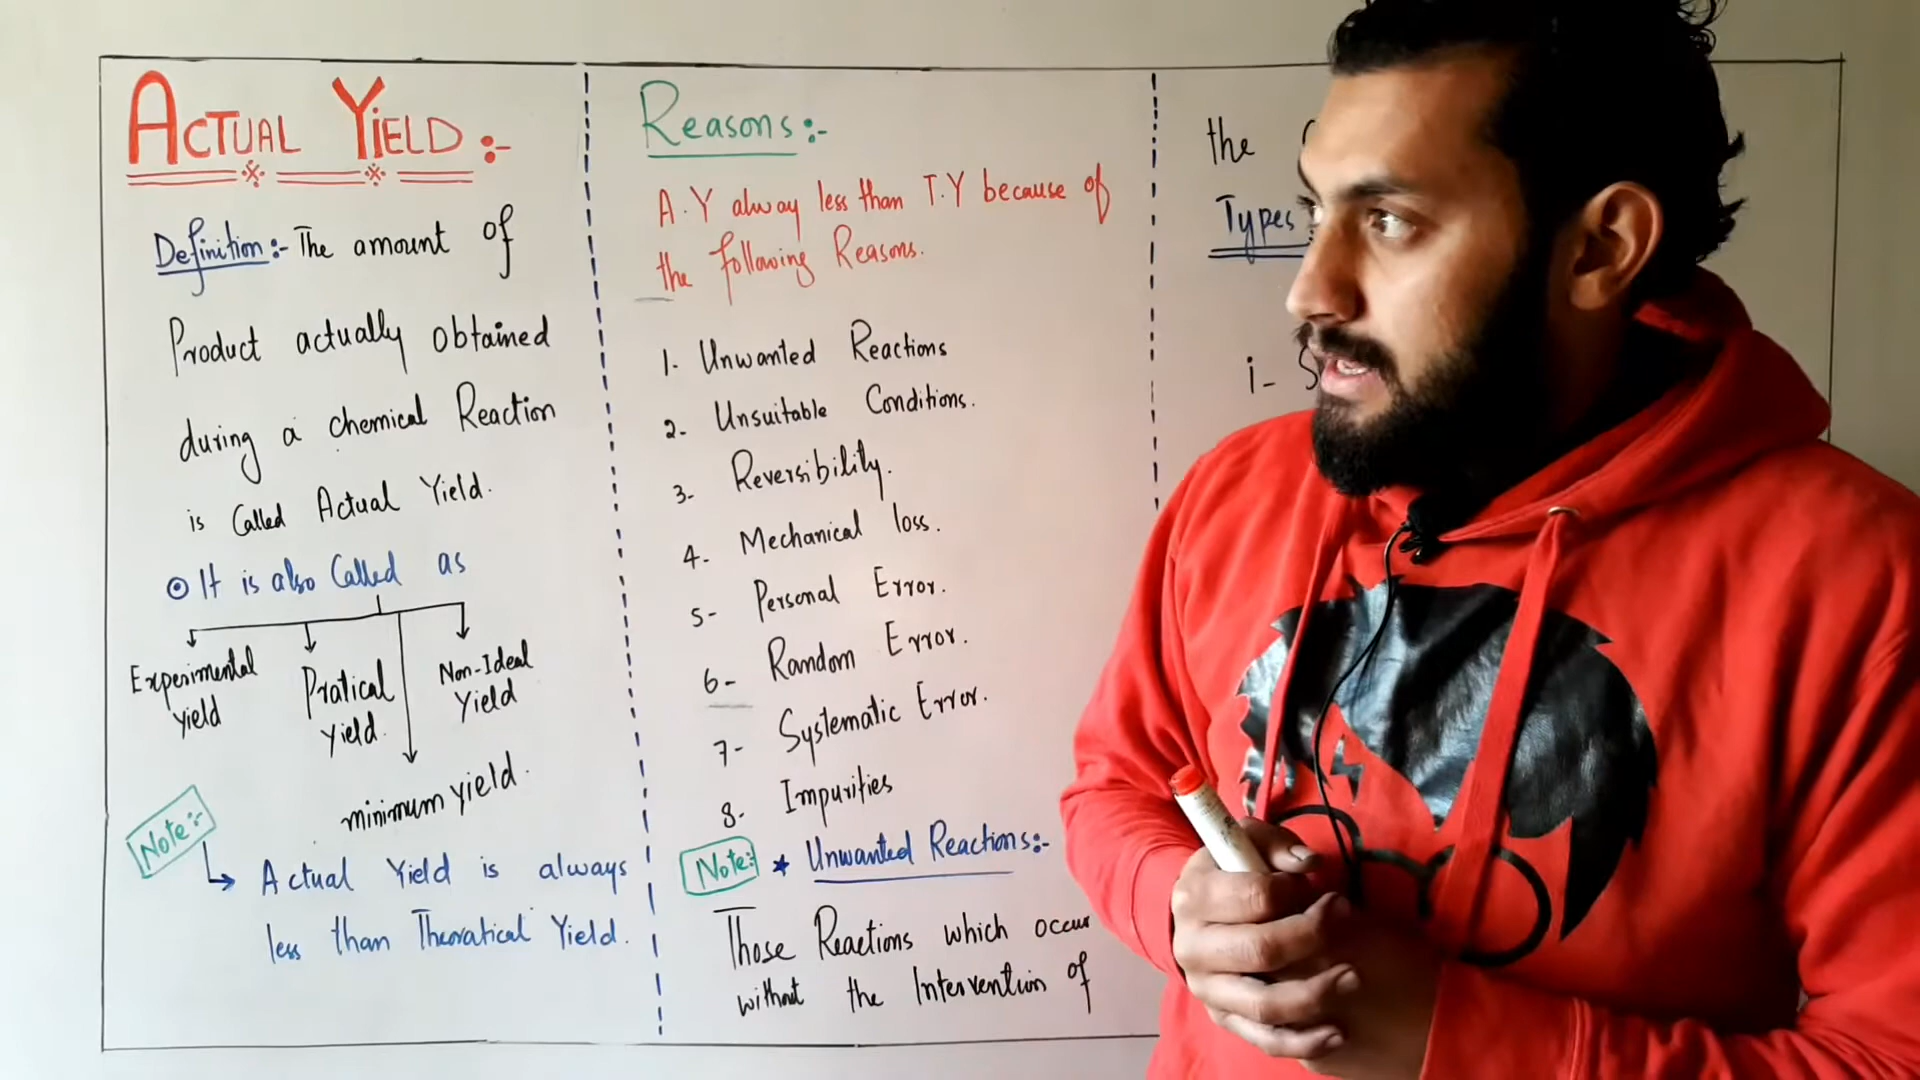 ACTUAL YIELD :-
Definition:- The amount of
Product actually obtained
during a chemical Reaction
is Called Actual Yield.
It is also Called as
Experimental yield
Pratical yield.
Non-Ideal Yield
minimum yield.
Note:-
Actual Yield is always
less than Theoratical Yield.
Reasons:-
A.Y alway less than T.Y because of
the following Reasons.
1- Unwanted Reactions
2- Unsuitable Conditions.
3- Reversibility.
4- Mechanical loss.
5- Personal Error.
6- Random Error.
7- Systematic Error.
8- Impurities
Note:- * Unwanted Reactions:-
Those Reactions which occur
without the Intervention of
the
Types
i- S